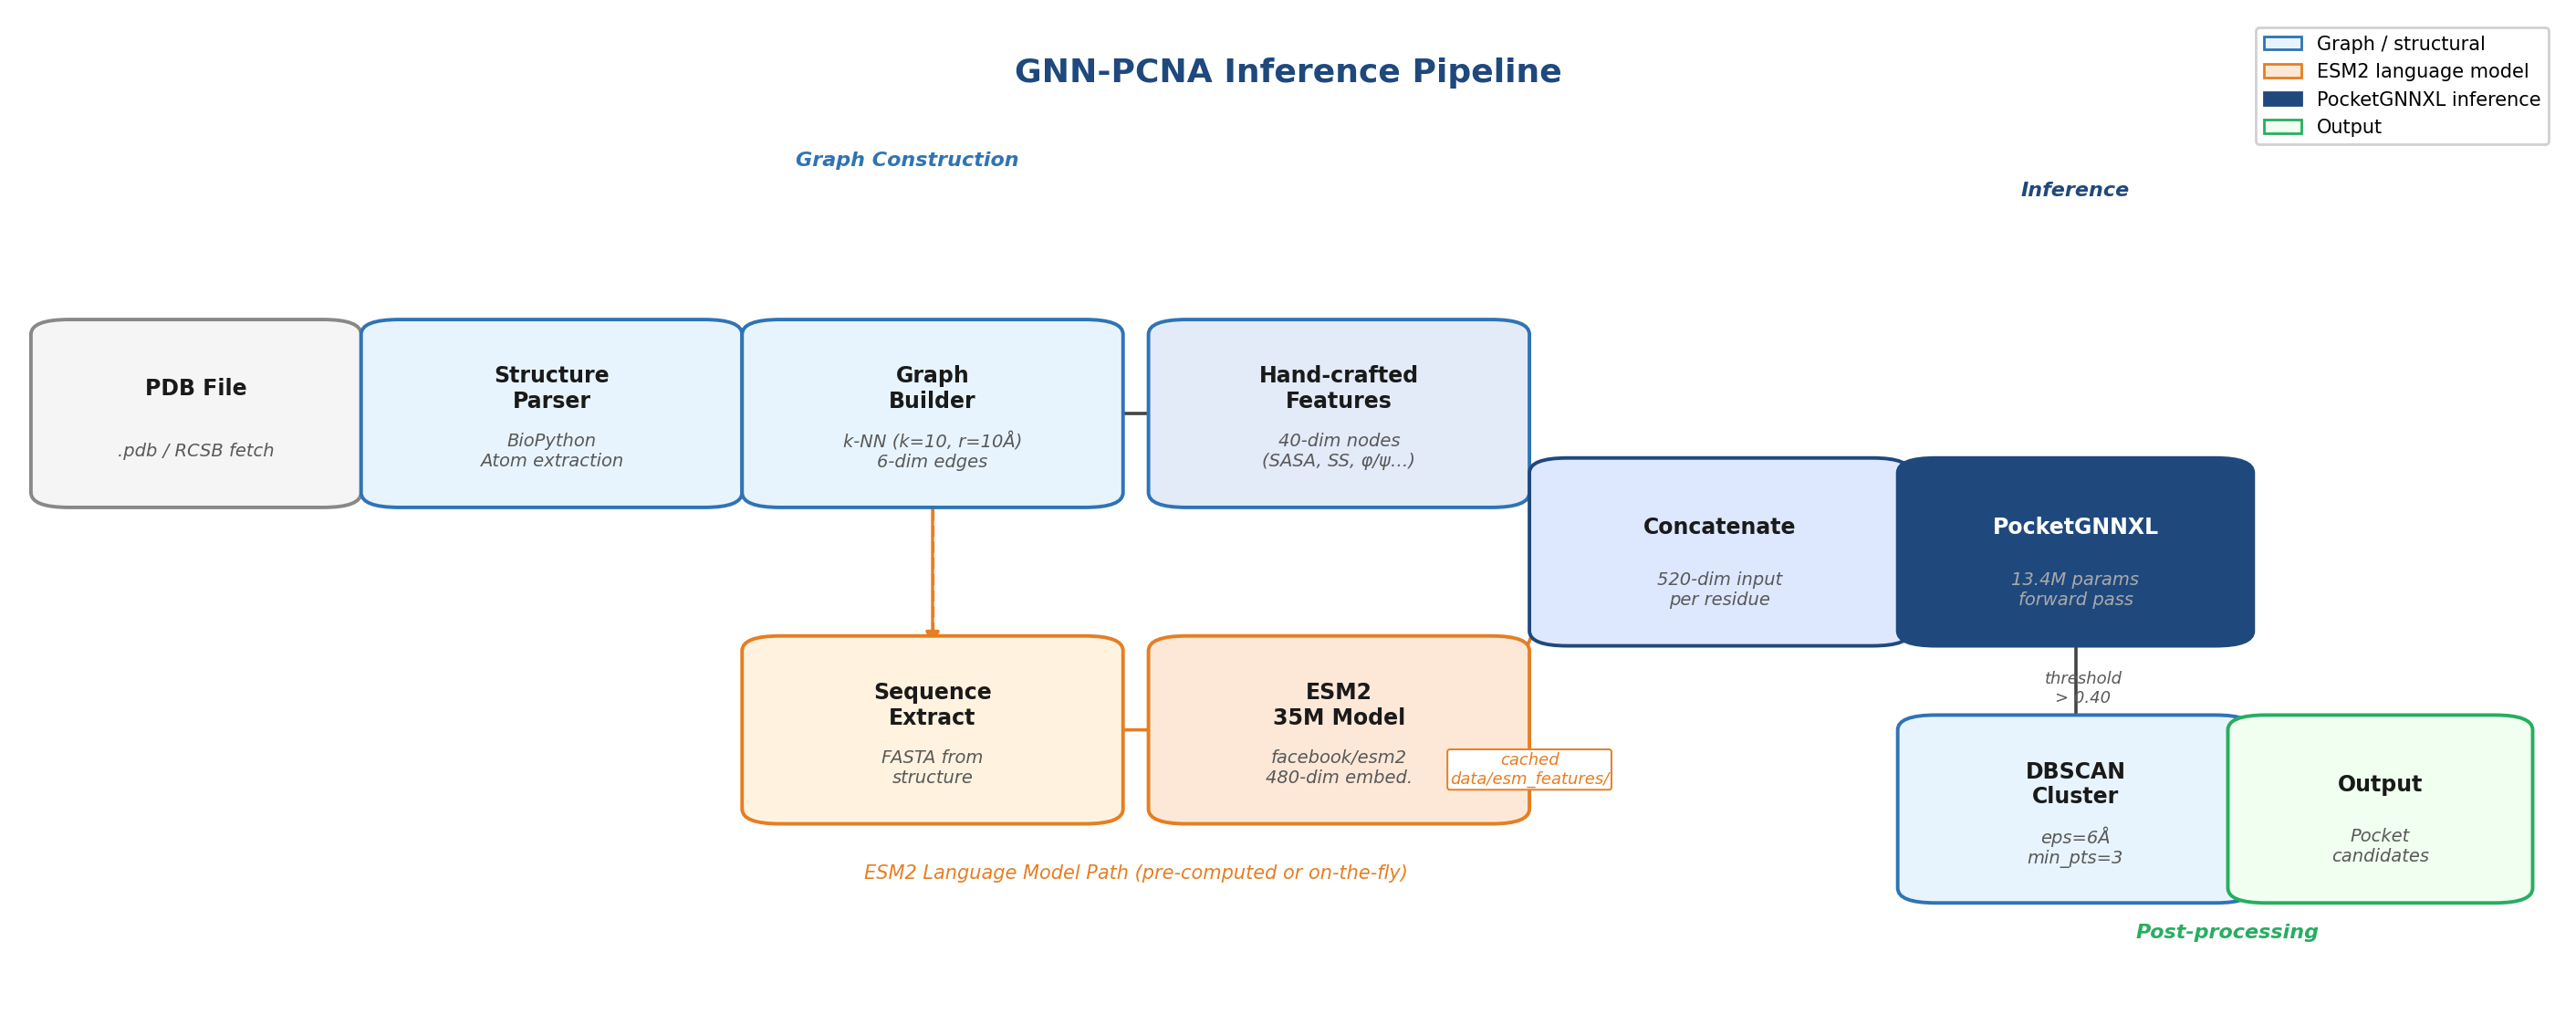 GNN-PCNA Inference Pipeline
Graph / structural
ESM2 language model
PocketGNNXL inference
Output
Graph Construction
Inference
PDB File
.pdb / RCSB fetch
Structure
Parser
BioPython
Atom extraction
Graph
Builder
k-NN (k=10, r=10Å)
6-dim edges
Hand-crafted
Features
40-dim nodes
(SASA, SS, φ/ψ...)
Concatenate
520-dim input
per residue
PocketGNNXL
13.4M params
forward pass
threshold
> 0.40
Sequence
Extract
FASTA from
structure
ESM2
35M Model
facebook/esm2
480-dim embed.
cached
data/esm_features/
DBSCAN
Cluster
eps=6Å
min_pts=3
Output
Pocket
candidates
ESM2 Language Model Path (pre-computed or on-the-fly)
Post-processing